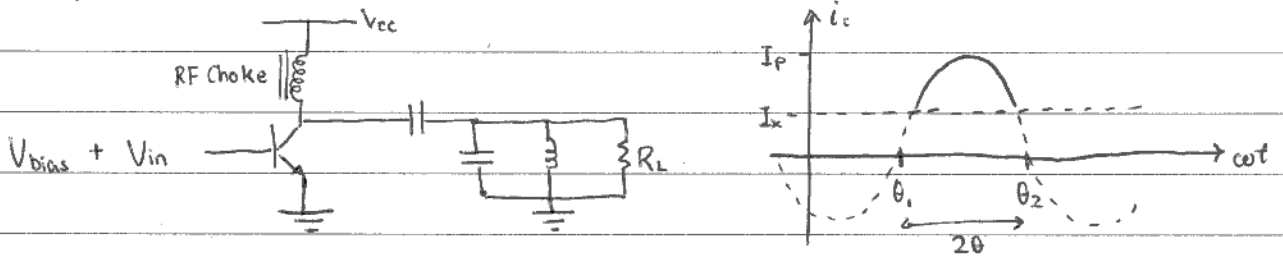 Vcc
RF Choke
Vbias + Vin
RL
ic
Ip
Ix
ωt
θ1
θ2
2θ